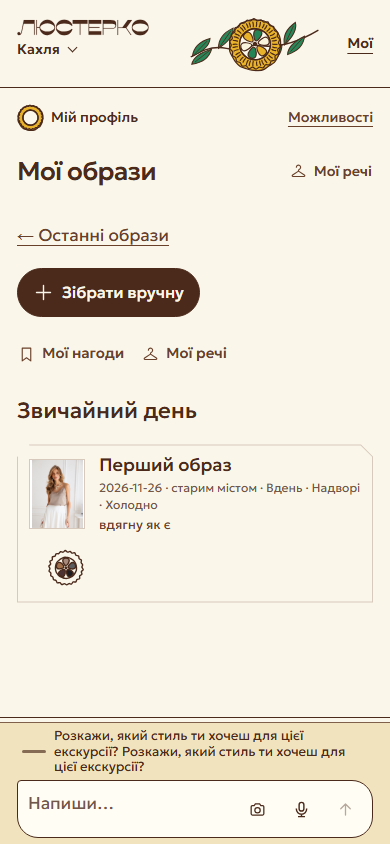 ЛЮСТЕРКО
Кахля
Мої
Мій профіль
Можливості
Мої образи
Мої речі
← Останні образи
Зібрати вручну
Мої нагоди
Мої речі
Звичайний день
Перший образ
2026-11-26 · старим містом · Вдень · Надворі
· Холодно
вдягну як є
Розкажи, який стиль ти хочеш для цієї
екскурсії? Розкажи, який стиль ти хочеш для
цієї екскурсії?
Напиши...